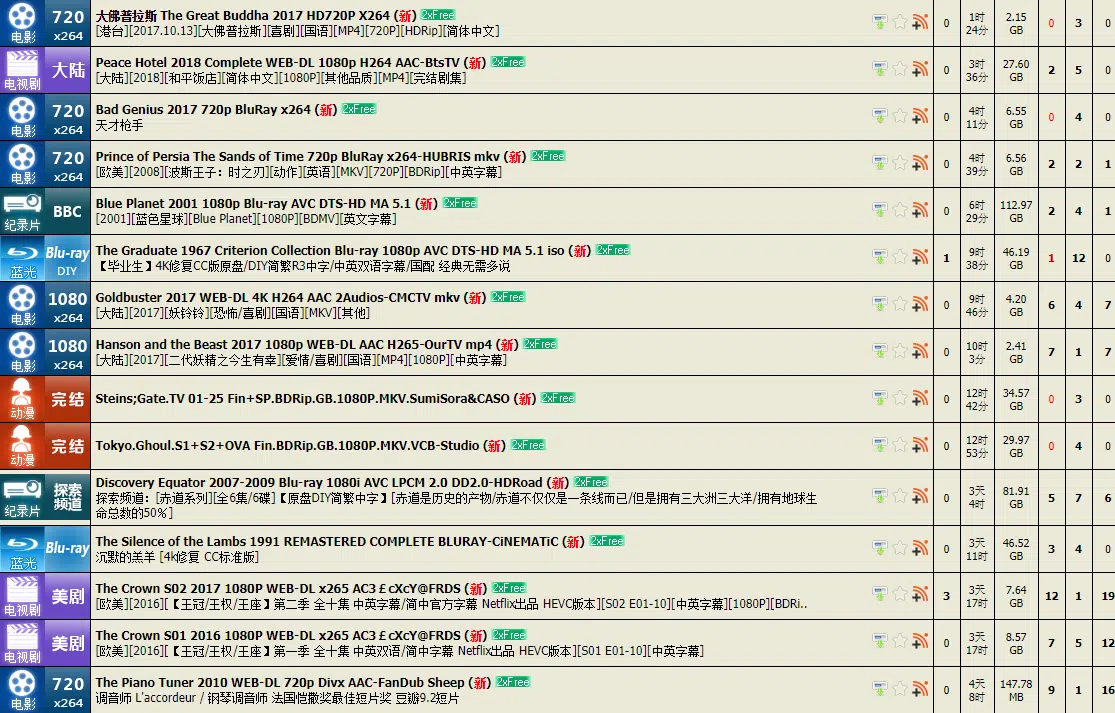 720
电影 x264
大佛普拉斯 The Great Buddha 2017 HD720P X264 (新) 2xFree
[港台][2017.10.13][大佛普拉斯][喜剧][国语][MP4][720P][HDRip][简体中文]
0 1时24分 2.15 GB 0 3 0
电视剧 大陆
Peace Hotel 2018 Complete WEB-DL 1080p H264 AAC-BtsTV (新) 2xFree
[大陆][2018][和平饭店][简体中文][1080P][其他品质][MP4][完结剧集]
0 3时36分 27.60 GB 2 5 0
720
电影 x264
Bad Genius 2017 720p BluRay x264 (新) 2xFree
天才枪手
0 4时11分 6.55 GB 0 4 0
720
电影 x264
Prince of Persia The Sands of Time 720p BluRay x264-HUBRIS mkv (新) 2xFree
[欧美][2008][波斯王子：时之刃][动作][英语][MKV][720P][BDRip][中英字幕]
0 4时39分 6.56 GB 2 2 1
纪录片 BBC
Blue Planet 2001 1080p Blu-ray AVC DTS-HD MA 5.1 (新) 2xFree
[2001][蓝色星球][Blue Planet][1080P][BDMV][英文字幕]
0 6时29分 112.97 GB 2 4 1
Blu-ray
蓝光 DIY
The Graduate 1967 Criterion Collection Blu-ray 1080p AVC DTS-HD MA 5.1 iso (新) 2xFree
【毕业生】4K修复CC版原盘/DIY简繁R3中字/中英双语字幕/国配 经典无需多说
1 9时38分 46.19 GB 1 12 0
1080
电影 x264
Goldbuster 2017 WEB-DL 4K H264 AAC 2Audios-CMCTV mkv (新) 2xFree
[大陆][2017][妖铃铃][恐怖/喜剧][国语][MKV][其他]
0 9时46分 4.20 GB 6 4 7
1080
电影 x264
Hanson and the Beast 2017 1080p WEB-DL AAC H265-OurTV mp4 (新) 2xFree
[大陆][2017][二代妖精之今生有幸][爱情/喜剧][国语][MP4][1080P][中英字幕]
0 10时3分 2.41 GB 7 1 7
动漫 完结
Steins;Gate.TV 01-25 Fin+SP.BDRip.GB.1080P.MKV.SumiSora&CASO (新) 2xFree
0 12时42分 34.57 GB 0 3 0
动漫 完结
Tokyo.Ghoul.S1+S2+OVA Fin.BDRip.GB.1080P.MKV.VCB-Studio (新) 2xFree
0 12时53分 29.97 GB 0 4 0
纪录片 探索频道
Discovery Equator 2007-2009 Blu-ray 1080i AVC LPCM 2.0 DD2.0-HDRoad (新) 2xFree
探索频道：[赤道系列][全6集/6碟]【原盘DIY简繁中字】[赤道是历史的产物/赤道不仅仅是一条线而已/但是拥有三大洲三大洋/拥有地球生
命总数的50%]
0 3天4时 81.91 GB 5 7 6
蓝光 Blu-ray
The Silence of the Lambs 1991 REMASTERED COMPLETE BLURAY-CiNEMATiC (新) 2xFree
沉默的羔羊 [4k修复 CC标准版]
0 3天11时 46.52 GB 3 4 0
电视剧 美剧
The Crown S02 2017 1080P WEB-DL x265 AC3￡cXcY@FRDS (新) 2xFree
[欧美][2016][【王冠/王权/王座】第二季 全十集 中英字幕/简中官方字幕 Netflix出品 HEVC版本][S02 E01-10][中英字幕][1080P][BDRi..
3 3天17时 7.64 GB 12 1 19
电视剧 美剧
The Crown S01 2016 1080P WEB-DL x265 AC3￡cXcY@FRDS (新) 2xFree
[欧美][2016][【王冠/王权/王座】第一季 全十集 中英双语/简中字幕 Netflix出品 HEVC版本][S01 E01-10][中英字幕]
0 3天17时 8.57 GB 7 5 12
720
电影 x264
The Piano Tuner 2010 WEB-DL 720p Divx AAC-FanDub Sheep (新) 2xFree
调音师 L'accordeur / 钢琴调音师 法国恺撒奖最佳短片奖 豆瓣9.2短片
0 4天8时 147.78 MB 9 1 16